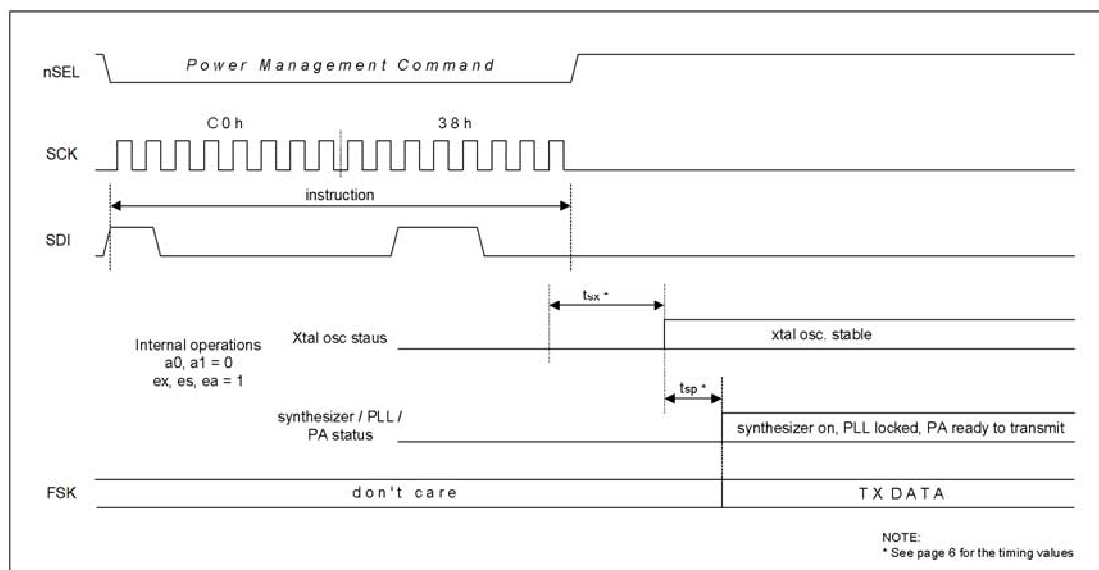 nSEL
Power Management Command
C0h 38h
SCK
instruction
SDI
tsx *
Xtal osc staus
xtal osc. stable
Internal operations
a0, a1 = 0
ex, es, ea = 1
tsp *
synthesizer / PLL /
PA status
synthesizer on, PLL locked, PA ready to transmit
FSK
don't care
TX DATA
NOTE:
* See page 6 for the timing values